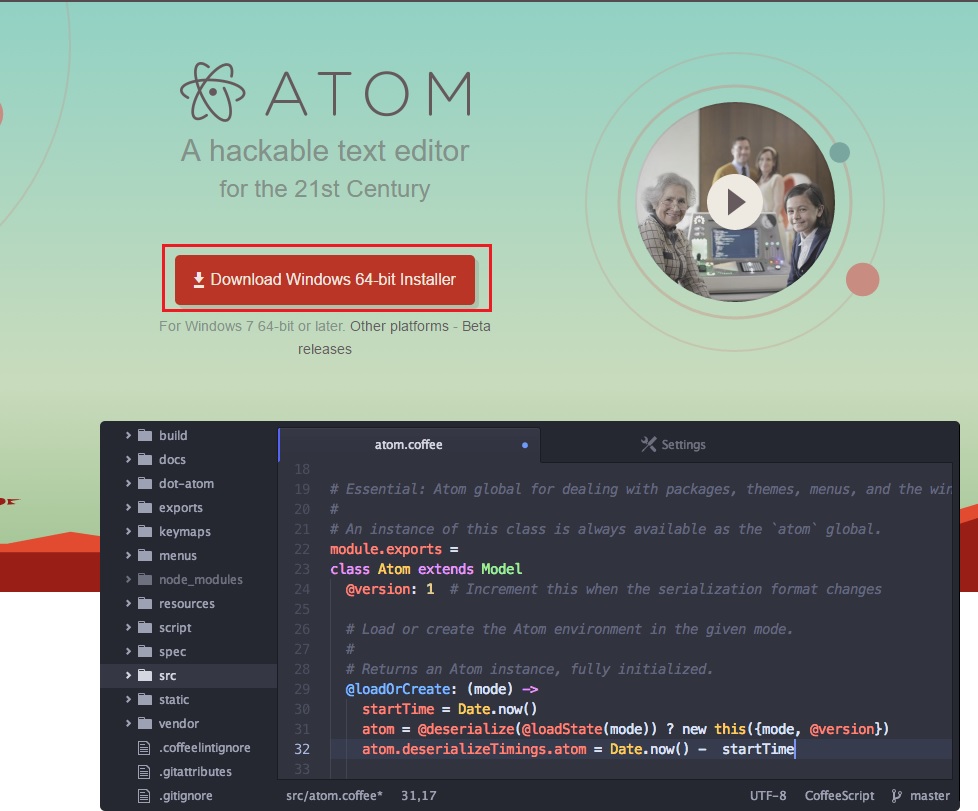 ATOM
A hackable text editor
for the 21st Century
Download Windows 64-bit Installer
For Windows 7 64-bit or later. Other platforms - Beta
releases
build
docs
dot-atom
exports
keymaps
menus
node_modules
resources
script
spec
src
static
vendor
.coffeelintignore
.gitattributes
.gitignore
atom.coffee
Settings
18
19 # Essential: Atom global for dealing with packages, themes, menus, and the win
20 #
21 # An instance of this class is always available as the `atom` global.
22 module.exports =
23 class Atom extends Model
24 @version: 1 # Increment this when the serialization format changes
25
26 # Load or create the Atom environment in the given mode.
27 #
28 # Returns an Atom instance, fully initialized.
29 @loadOrCreate: (mode) ->
30 startTime = Date.now()
31 atom = @deserialize(@loadState(mode)) ? new this({mode, @version})
32 atom.deserializeTimings.atom = Date.now() - startTime
33
src/atom.coffee* 31,17 UTF-8 CoffeeScript master